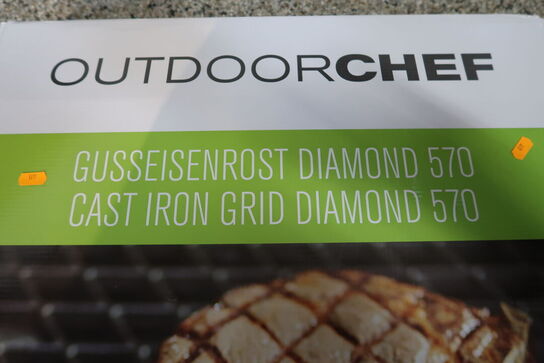 OUTDOORCHEF
GUSSEISENROST DIAMOND 570
CAST IRON GRID DIAMOND 570